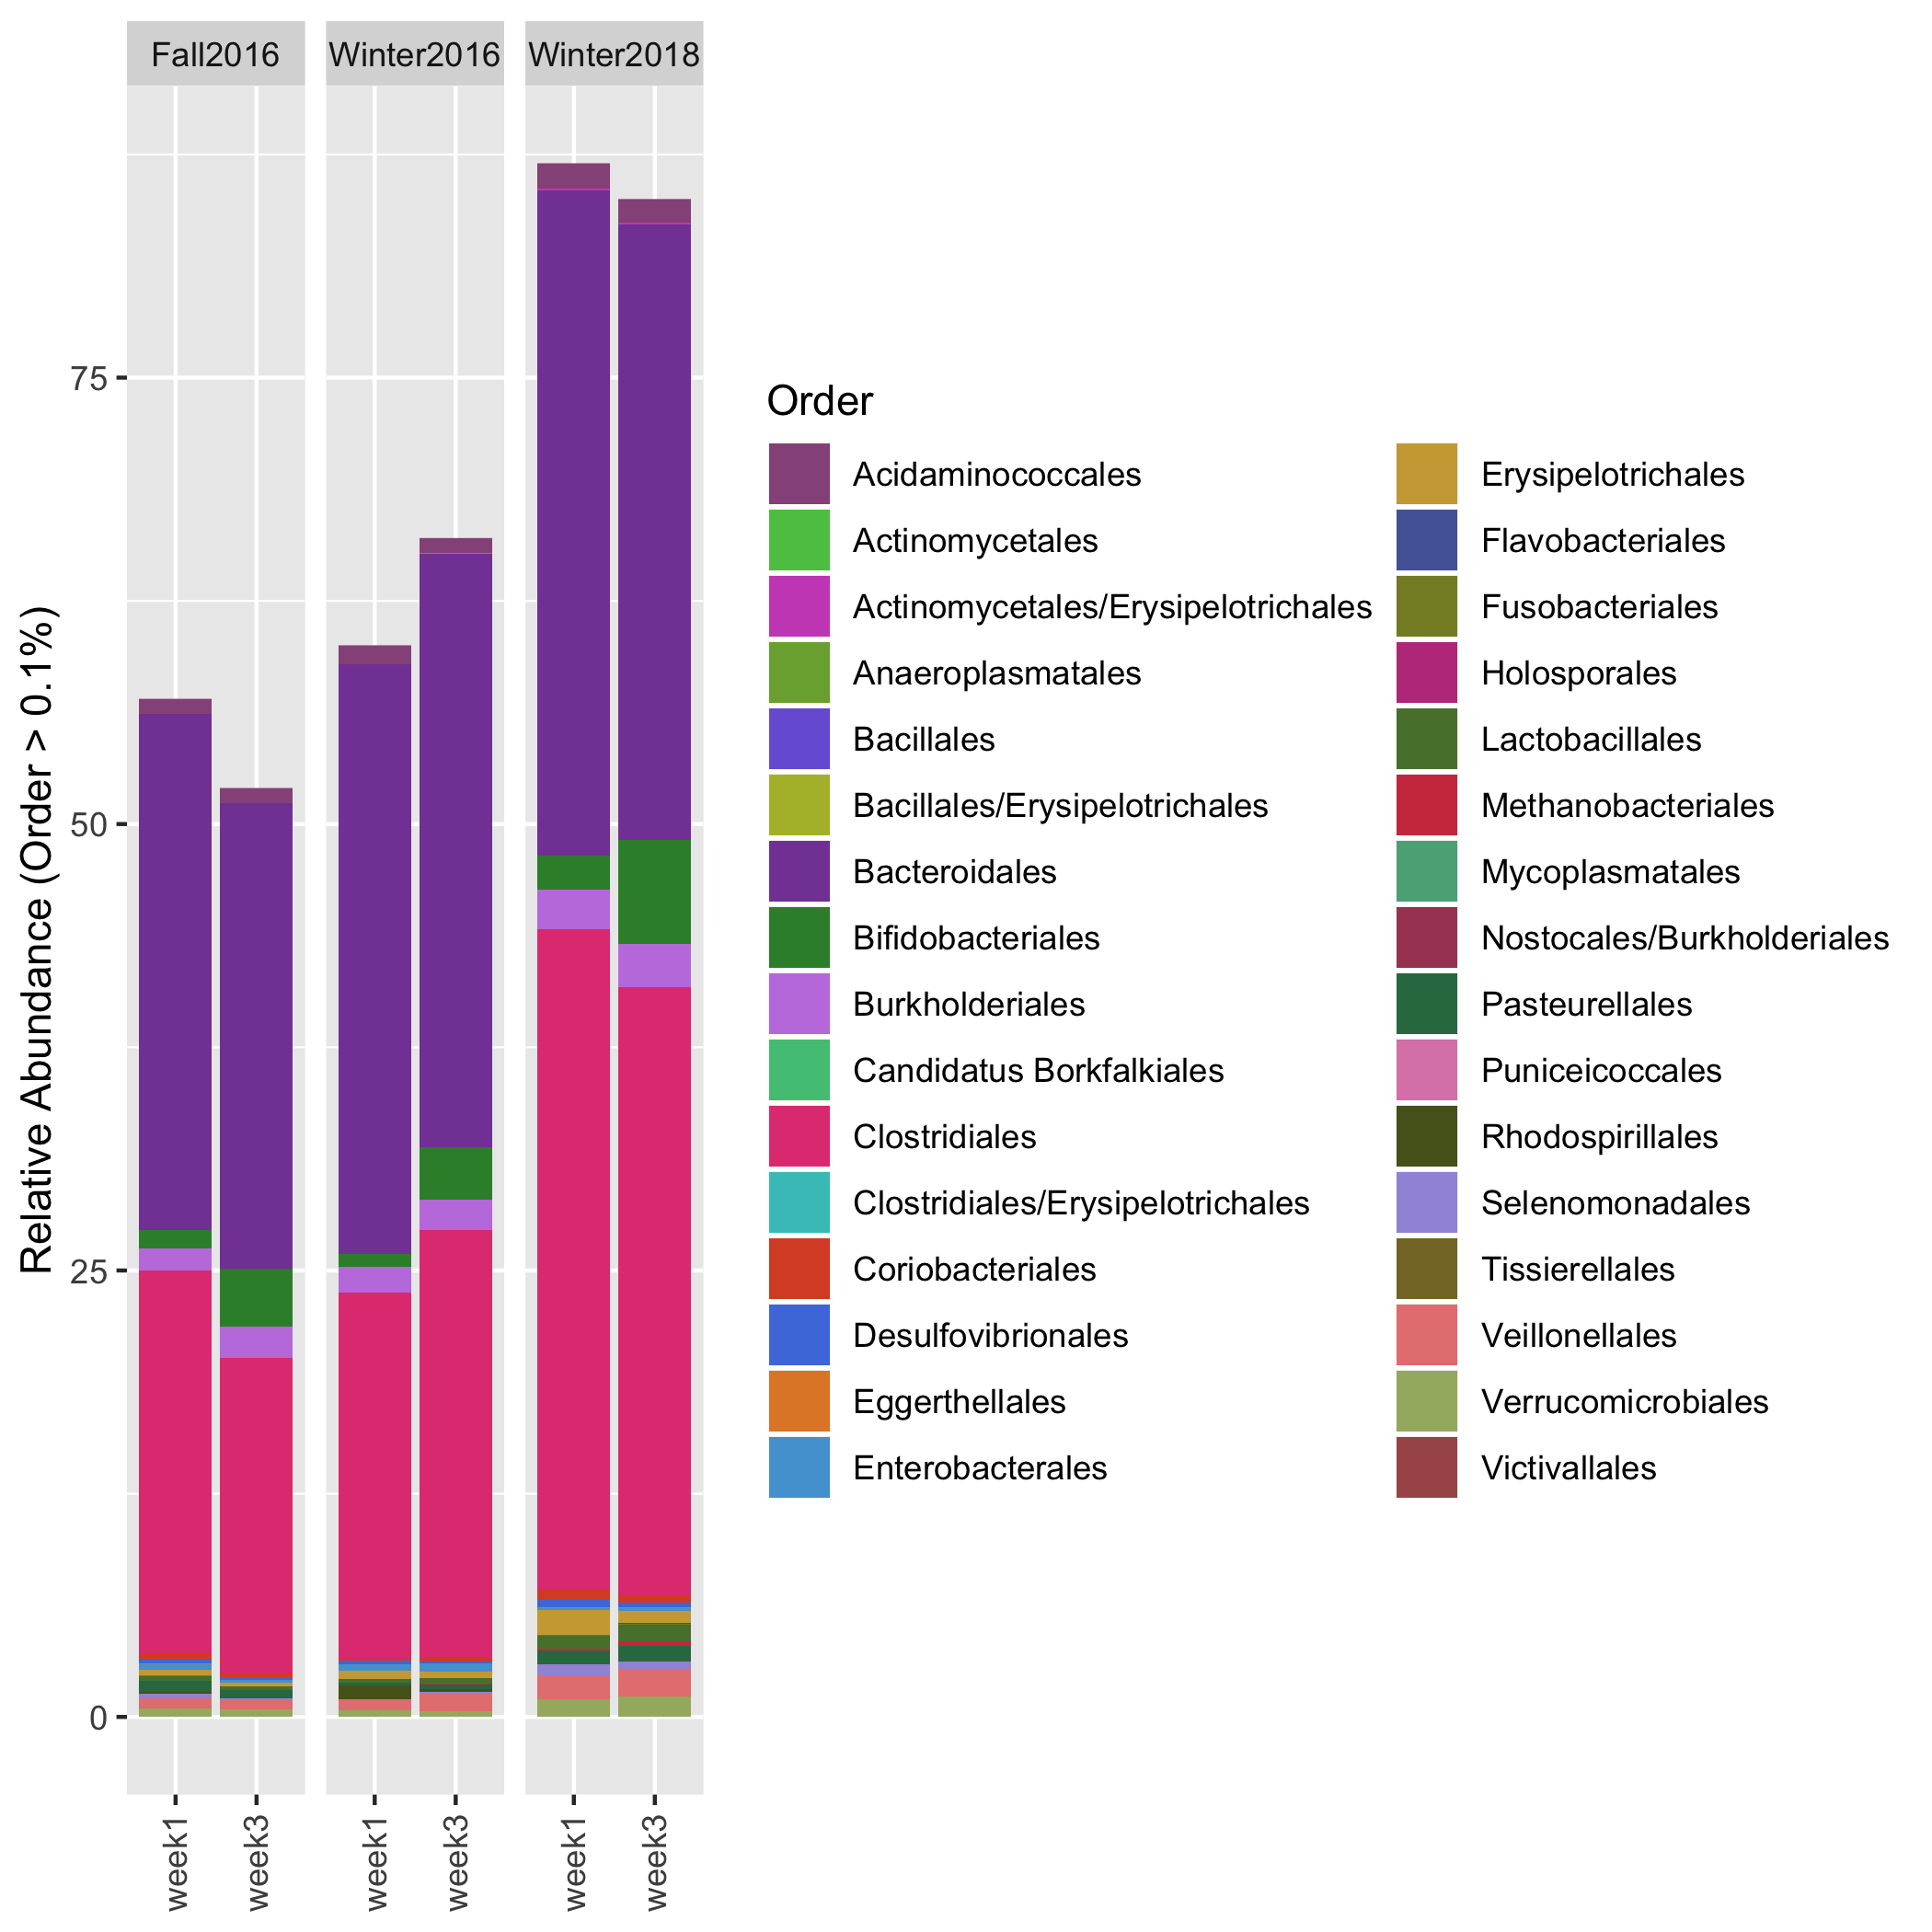 Fall2016
Winter2016
Winter2018
Relative Abundance (Order > 0.1%)
75
50
25
0
week1
week3
week1
week3
week1
week3
Order
Acidaminococcales
Actinomycetales
Actinomycetales/Erysipelotrichales
Anaeroplasmatales
Bacillales
Bacillales/Erysipelotrichales
Bacteroidales
Bifidobacteriales
Burkholderiales
Candidatus Borkfalkiales
Clostridiales
Clostridiales/Erysipelotrichales
Coriobacteriales
Desulfovibrionales
Eggerthellales
Enterobacterales
Erysipelotrichales
Flavobacteriales
Fusobacteriales
Holosporales
Lactobacillales
Methanobacteriales
Mycoplasmatales
Nostocales/Burkholderiales
Pasteurellales
Puniceicoccales
Rhodospirillales
Selenomonadales
Tissierellales
Veillonellales
Verrucomicrobiales
Victivallales